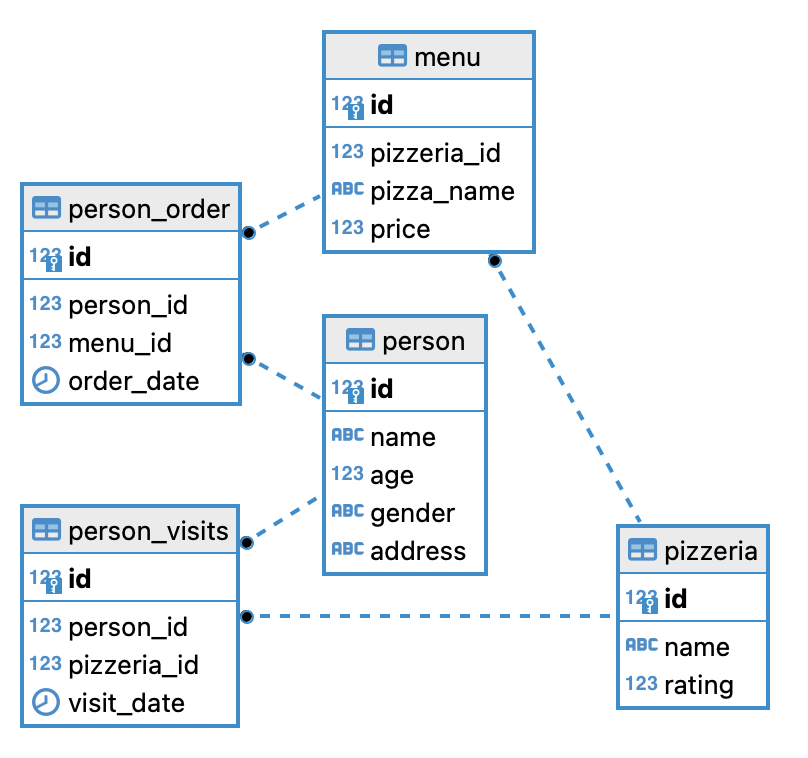 menu
123 id
123 pizzeria_id
ABC pizza_name
123 price
person_order
123 id
123 person_id
123 menu_id
order_date
person
123 id
ABC name
123 age
ABC gender
ABC address
person_visits
123 id
123 person_id
123 pizzeria_id
visit_date
pizzeria
123 id
ABC name
123 rating